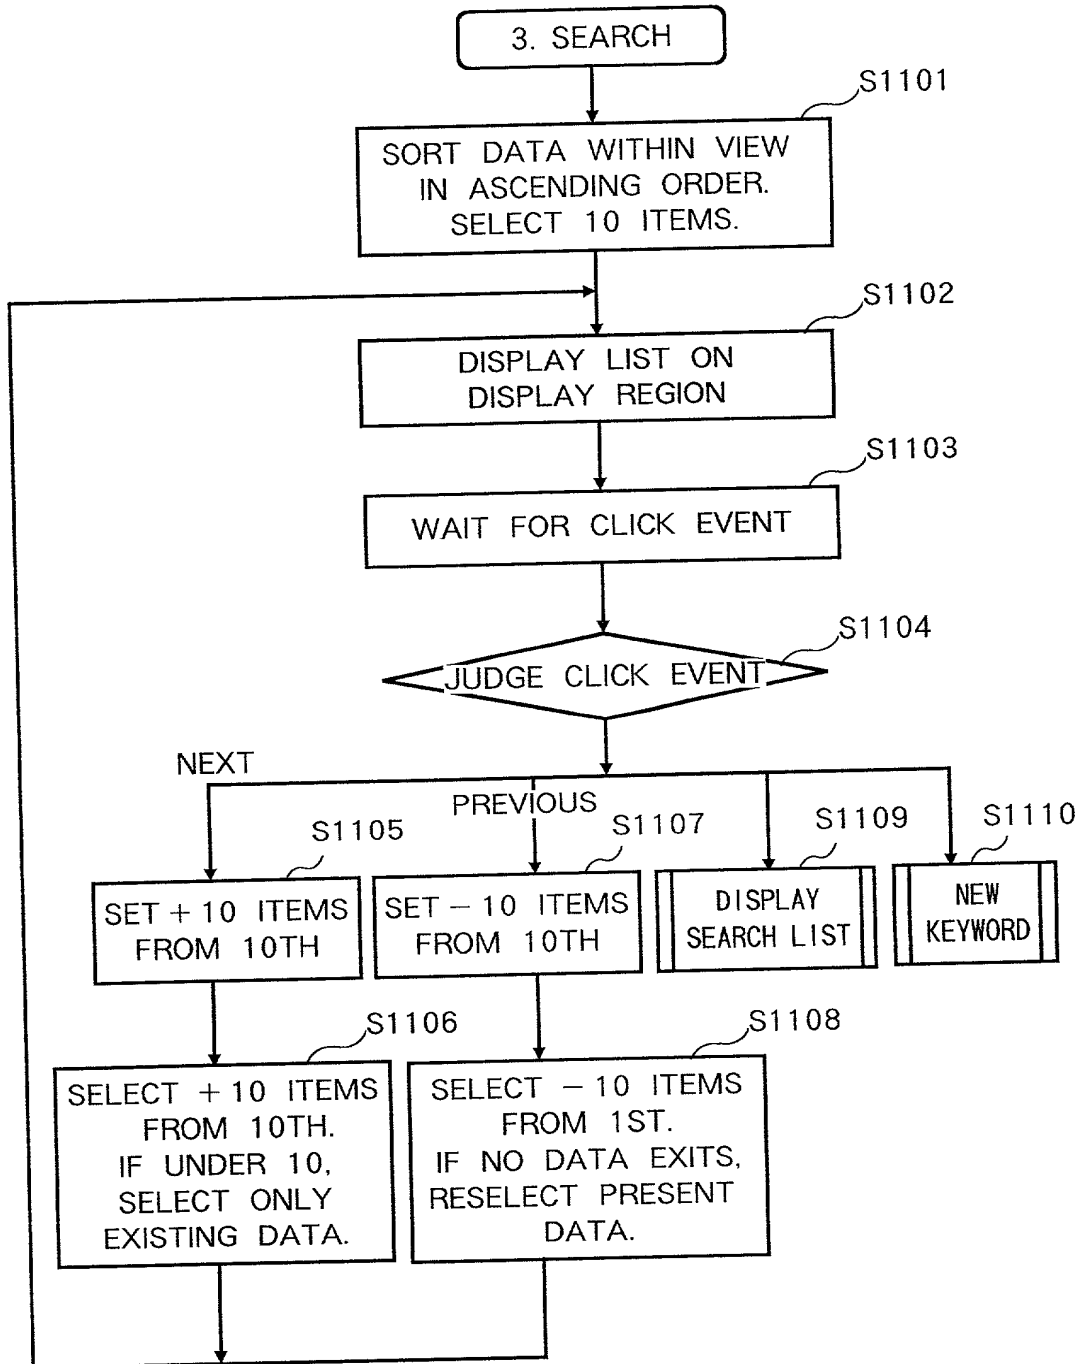 3. SEARCH
S1101
SORT DATA WITHIN VIEW
IN ASCENDING ORDER.
SELECT 10 ITEMS.
S1102
DISPLAY LIST ON
DISPLAY REGION
S1103
WAIT FOR CLICK EVENT
S1104
JUDGE CLICK EVENT
NEXT
PREVIOUS
S1105
SET + 10 ITEMS
FROM 10TH
S1107
SET - 10 ITEMS
FROM 10TH
S1109
DISPLAY
SEARCH LIST
S1110
NEW
KEYWORD
S1106
SELECT + 10 ITEMS
FROM 10TH.
IF UNDER 10,
SELECT ONLY
EXISTING DATA.
S1108
SELECT - 10 ITEMS
FROM 1ST.
IF NO DATA EXITS,
RESELECT PRESENT
DATA.